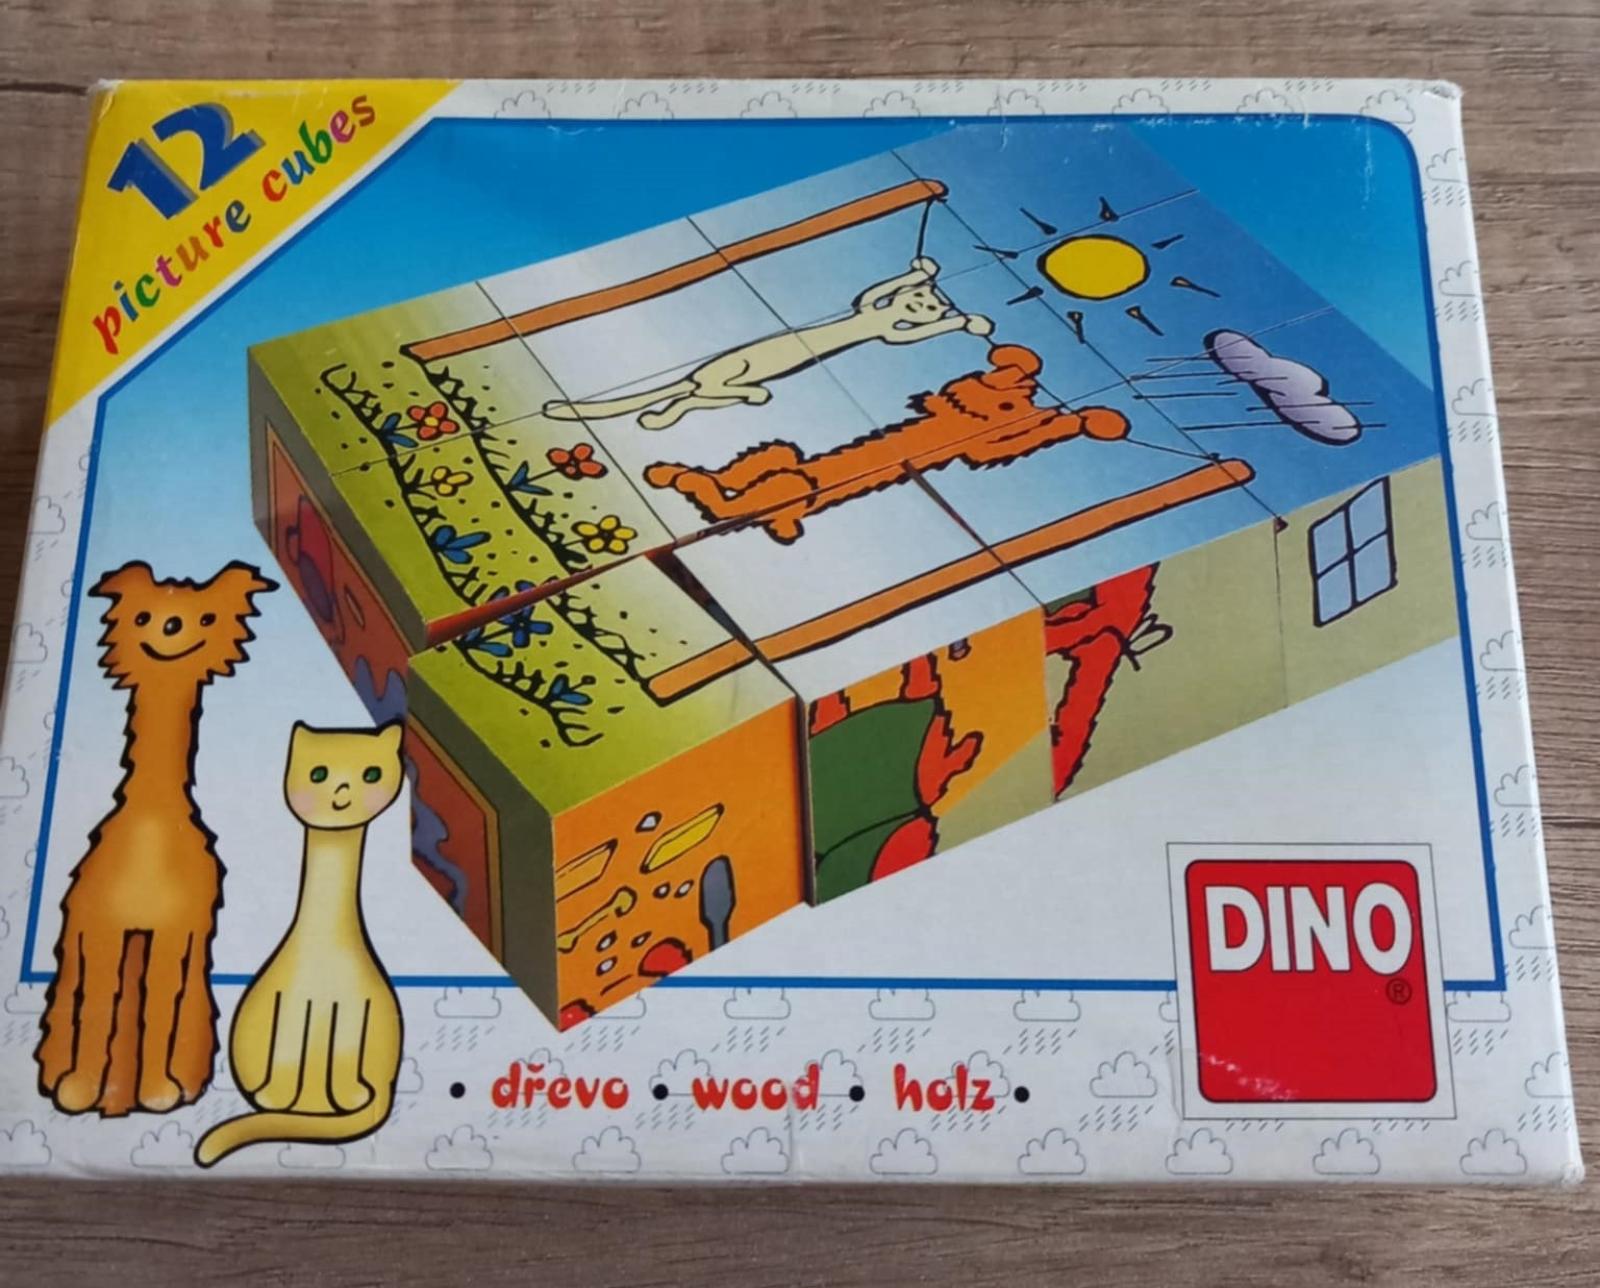 12
picture cubes
DINO
®
• dřevo • wood • holz •